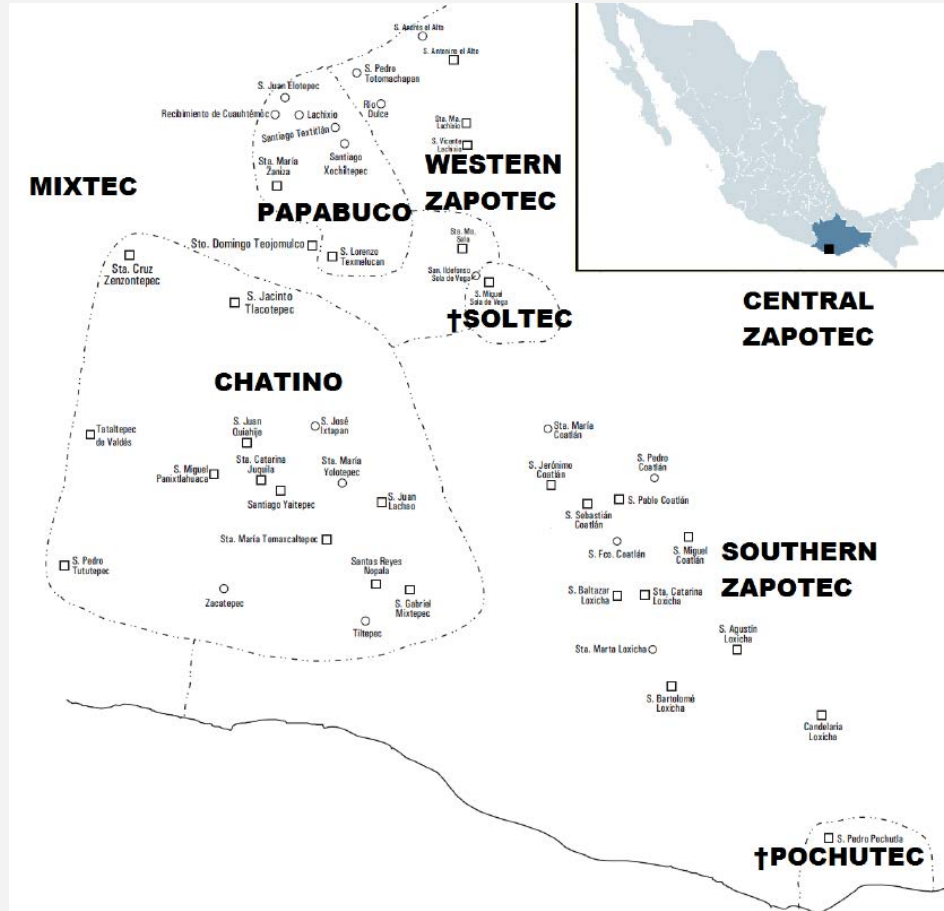 S. Andrés el Alto
S. Antonino el Alto
S. Pedro
Totomachapan
S. Juan Elotepec
Recibimiento de Cuauhtémoc
Lachixío
Río
Dulce
Santiago Textitlán
Sta. Ma.
Lachixío
S. Vicente
Lachixío
Sta. María
Zaniza
Santiago
Xochiltepec
WESTERN
ZAPOTEC
MIXTEC
PAPABUCO
Sto. Domingo Teojomulco
S. Lorenzo
Texmelucan
Sta. Ma.
Sola
Sta. Cruz
Zenzontepec
San. Ildefonso
Sola de Vega
S. Miguel
Sola de Vega
S. Jacinto
Tlacotepec
†SOLTEC
CENTRAL
ZAPOTEC
CHATINO
Tataltepec
de Valdés
S. Juan
Quiahije
S. José
Ixtapan
S. Miguel
Panixtlahuaca
Sta. Catarina
Juquila
Sta. María
Yolotepec
Santiago Yaitepec
S. Juan
Lachao
Sta. María Temaxcaltepec
S. Pedro
Tututepec
Santos Reyes
Nopala
Zacatepec
S. Gabriel
Mixtepec
Tiltepec
Sta. María
Coatlán
S. Jerónimo
Coatlán
S. Pedro
Coatlán
S. Pablo Coatlán
S. Sebastián
Coatlán
S. Fco. Coatlán
S. Miguel
Coatlán
SOUTHERN
ZAPOTEC
S. Baltazar
Loxicha
Sta. Catarina
Loxicha
S. Agustín
Loxicha
Sta. Marta Loxicha
S. Bartolomé
Loxicha
Candelaria
Loxicha
S. Pedro Pochutla
†POCHUTEC